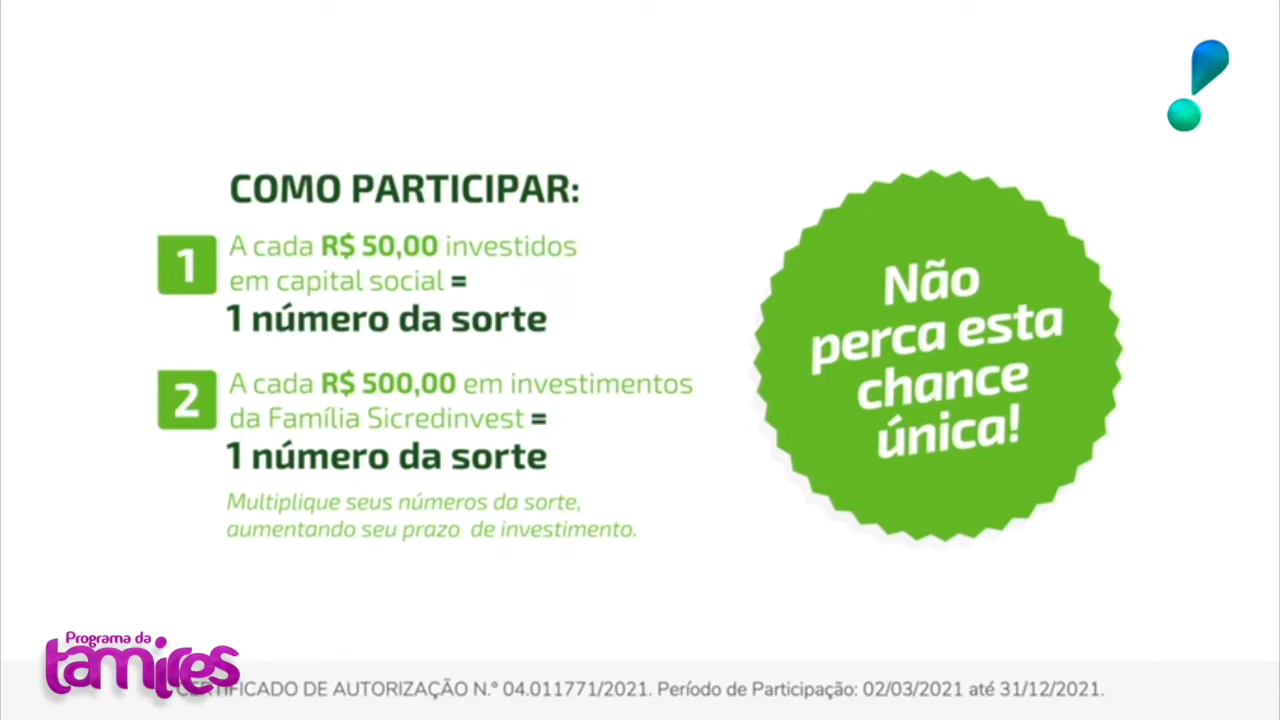 COMO PARTICIPAR:
1
A cada R$ 50,00 investidos
em capital social =
1 número da sorte
2
A cada R$ 500,00 em investimentos
da Família Sicredinvest =
1 número da sorte
Multiplique seus números da sorte,
aumentando seu prazo de investimento.
Não
perca esta
chance
única!
Programa da
tamires
CERTIFICADO DE AUTORIZAÇÃO N.º 04.011771/2021. Período de Participação: 02/03/2021 até 31/12/2021.